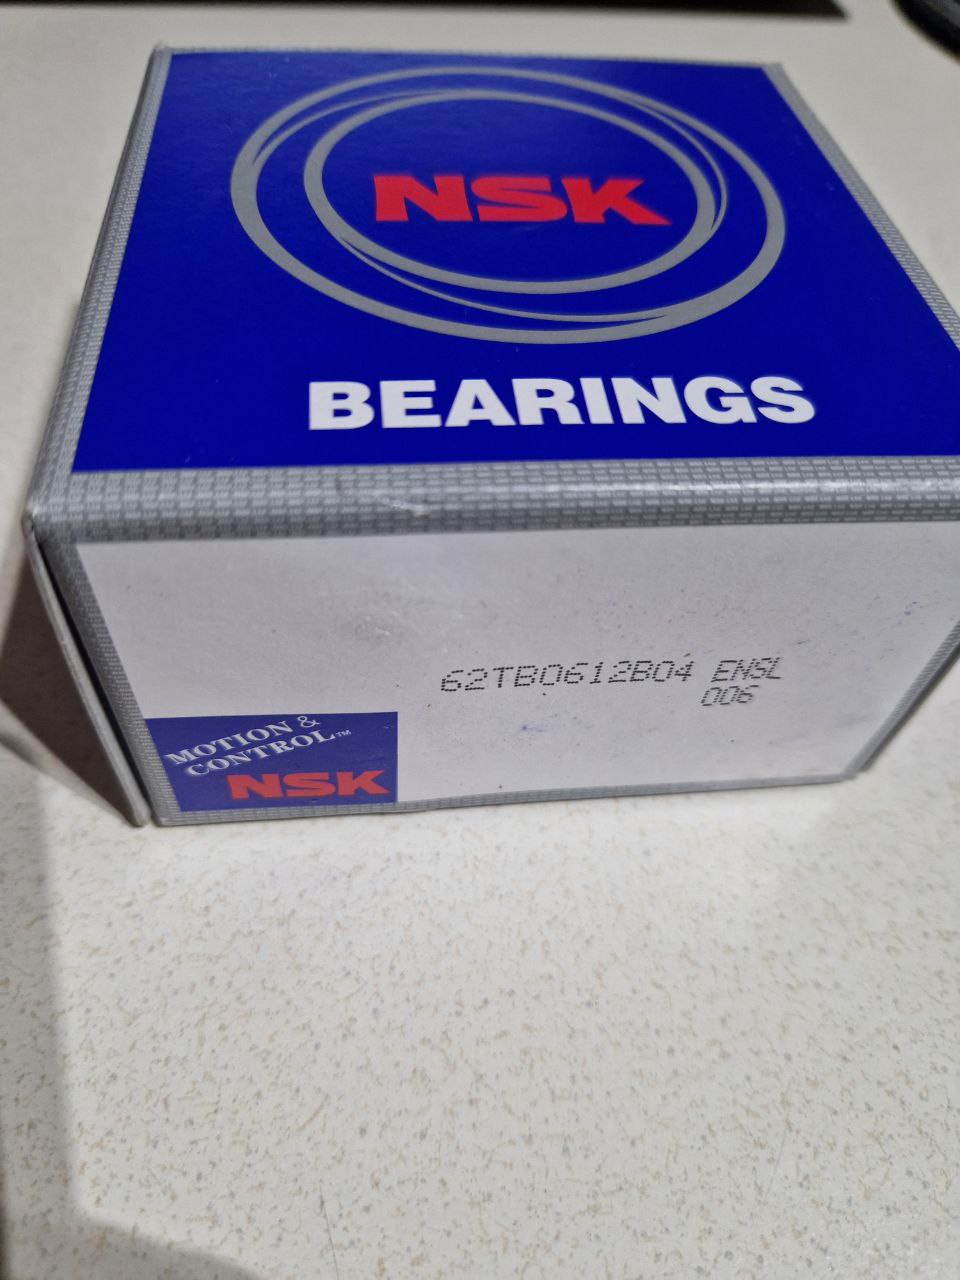 NSK
BEARINGS
62TB0612B04 ENSL
006
MOTION &
CONTROL™
NSK